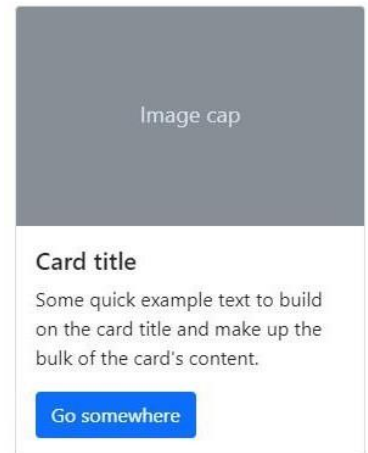 Image cap
Card title
Some quick example text to build
on the card title and make up the
bulk of the card's content.
Go somewhere